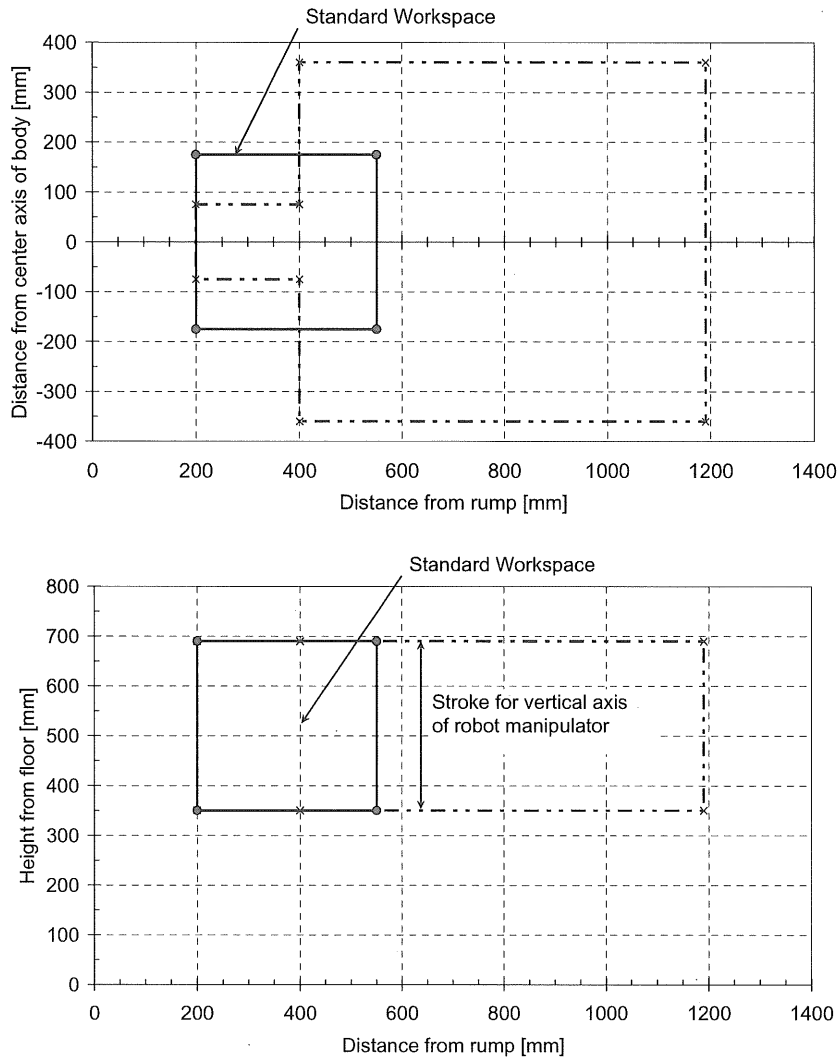 Standard Workspace
400
300
200
100
0
-100
-200
-300
-400
Distance from center axis of body [mm]
0 200 400 600 800 1000 1200 1400
Distance from rump [mm]
Standard Workspace
800
700
600
500
400
300
200
100
0
Height from floor [mm]
Stroke for vertical axis
of robot manipulator
0 200 400 600 800 1000 1200 1400
Distance from rump [mm]